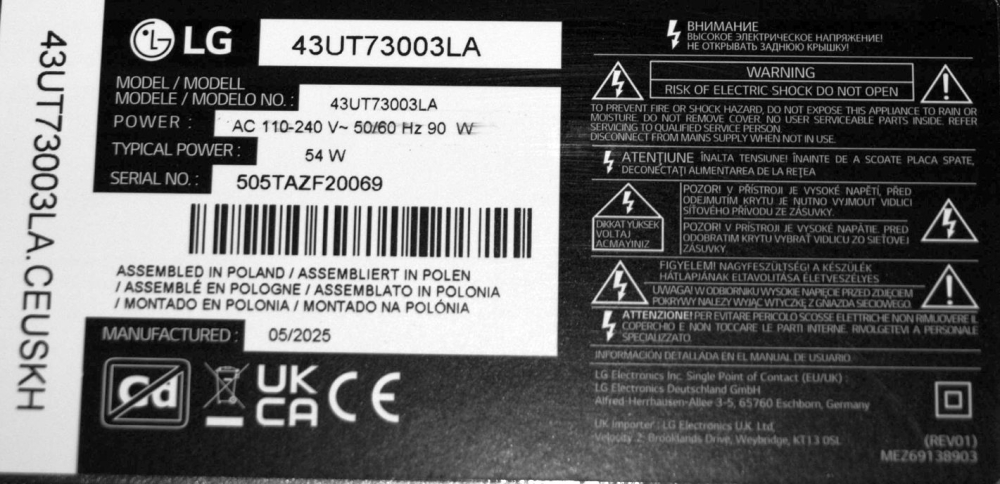 43UT73003LA.CEUSKH
LG
43UT73003LA
MODEL / MODELL
MODELE / MODELO NO. :
43UT73003LA
POWER :
AC 110-240 V~ 50/60 Hz 90 W
TYPICAL POWER :
54 W
SERIAL NO. :
505TAZF20069
ASSEMBLED IN POLAND / ASSEMBLIERT IN POLEN
/ ASSEMBLÉ EN POLOGNE / ASSEMBLATO IN POLONIA
/ MONTADO EN POLONIA / MONTADO NA POLÓNIA
MANUFACTURED :
05/2025
Cd
UK
CA
CE
ВНИМАНИЕ
ВЫСОКОЕ ЭЛЕКТРИЧЕСКОЕ НАПРЯЖЕНИЕ!
НЕ ОТКРЫВАТЬ ЗАДНЮЮ КРЫШКУ!
WARNING
RISK OF ELECTRIC SHOCK DO NOT OPEN
TO PREVENT FIRE OR SHOCK HAZARD, DO NOT EXPOSE THIS APPLIANCE TO RAIN OR
MOISTURE. DO NOT REMOVE COVER. NO USER SERVICEABLE PARTS INSIDE. REFER
SERVICING TO QUALIFIED SERVICE PERSON.
DISCONNECT FROM MAINS SUPPLY WHEN NOT IN USE.
ATENŢIUNE ÎNALTA TENSIUNE! ÎNAINTE DE A SCOATE PLACA SPATE,
DECONECTAŢI ALIMENTAREA DE LA REŢEA
DIKKAT YUKSEK
VOLTAJ
ACMAYINIZ
POZOR! V PŘÍSTROJI JE VYSOKÉ NAPĚTÍ, PŘED
ODEJMUTÍM KRYTU JE NUTNO VYJMOUT VIDLICI
SÍŤOVÉHO PŘÍVODU ZE ZÁSUVKY.
POZOR! V PRÍSTROJI JE VYSOKÉ NAPÄTIE. PRED
ODOBRATIM KRYTU VYBRAŤ VIDLICU ZO SIEŤOVEJ
ZÁSUVKY.
FIGYELEM! NAGYFESZÜLTSÉG! A KÉSZÜLÉK
HÁTLAPJÁNAK ELTAVOLÍTÁSA ÉLETVESZÉLYES
UWAGA! W ODBIORNIKU WYSOKIE NAPIĘCIE PRZED ZDJĘCIEM
POKRYWY NALEŻY WYJĄĆ WTYCZKĘ Z GNIAZDA SIECIOWEGO.
ATTENZIONE! PER EVITARE PERICOLO SCOSSE ELETTRICHE NON RIMUOVERE IL
COPERCHIO E NON TOCCARE LE PARTI INTERNE. RIVOLGETEVI A PERSONALE
SPECIALIZZATO.
INFORMACIÓN DETALLADA EN EL MANUAL DE USUARIO
LG Electronics Inc. Single Point of Contact (EU/UK) :
LG Electronics Deutschland GmbH
Alfred-Herrhausen-Allee 3-5, 65760 Eschborn, Germany
UK Importer : LG Electronics U.K. Ltd,
Velocity 2, Brooklands Drive, Weybridge, KT13 0SL
(REV01)
MEZ69138903